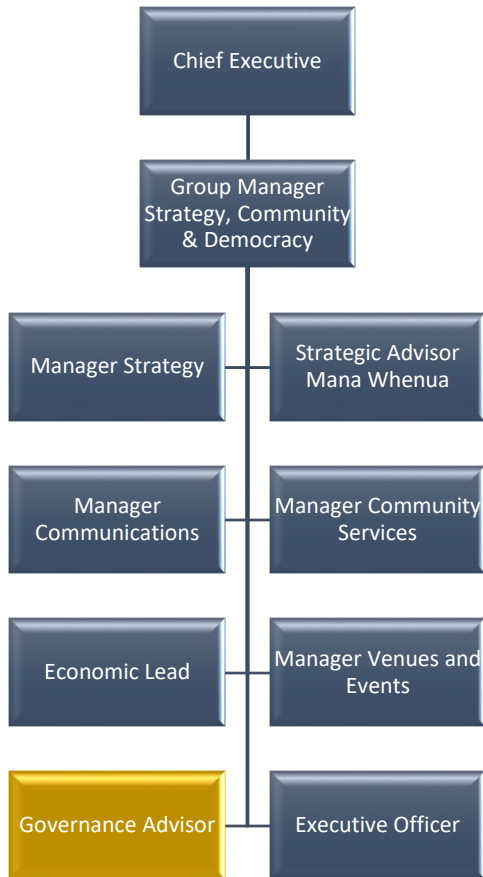 Chief Executive
Group Manager
Strategy, Community
& Democracy
Manager Strategy
Strategic Advisor
Mana Whenua
Manager
Communications
Manager Community
Services
Economic Lead
Manager Venues and
Events
Governance Advisor
Executive Officer